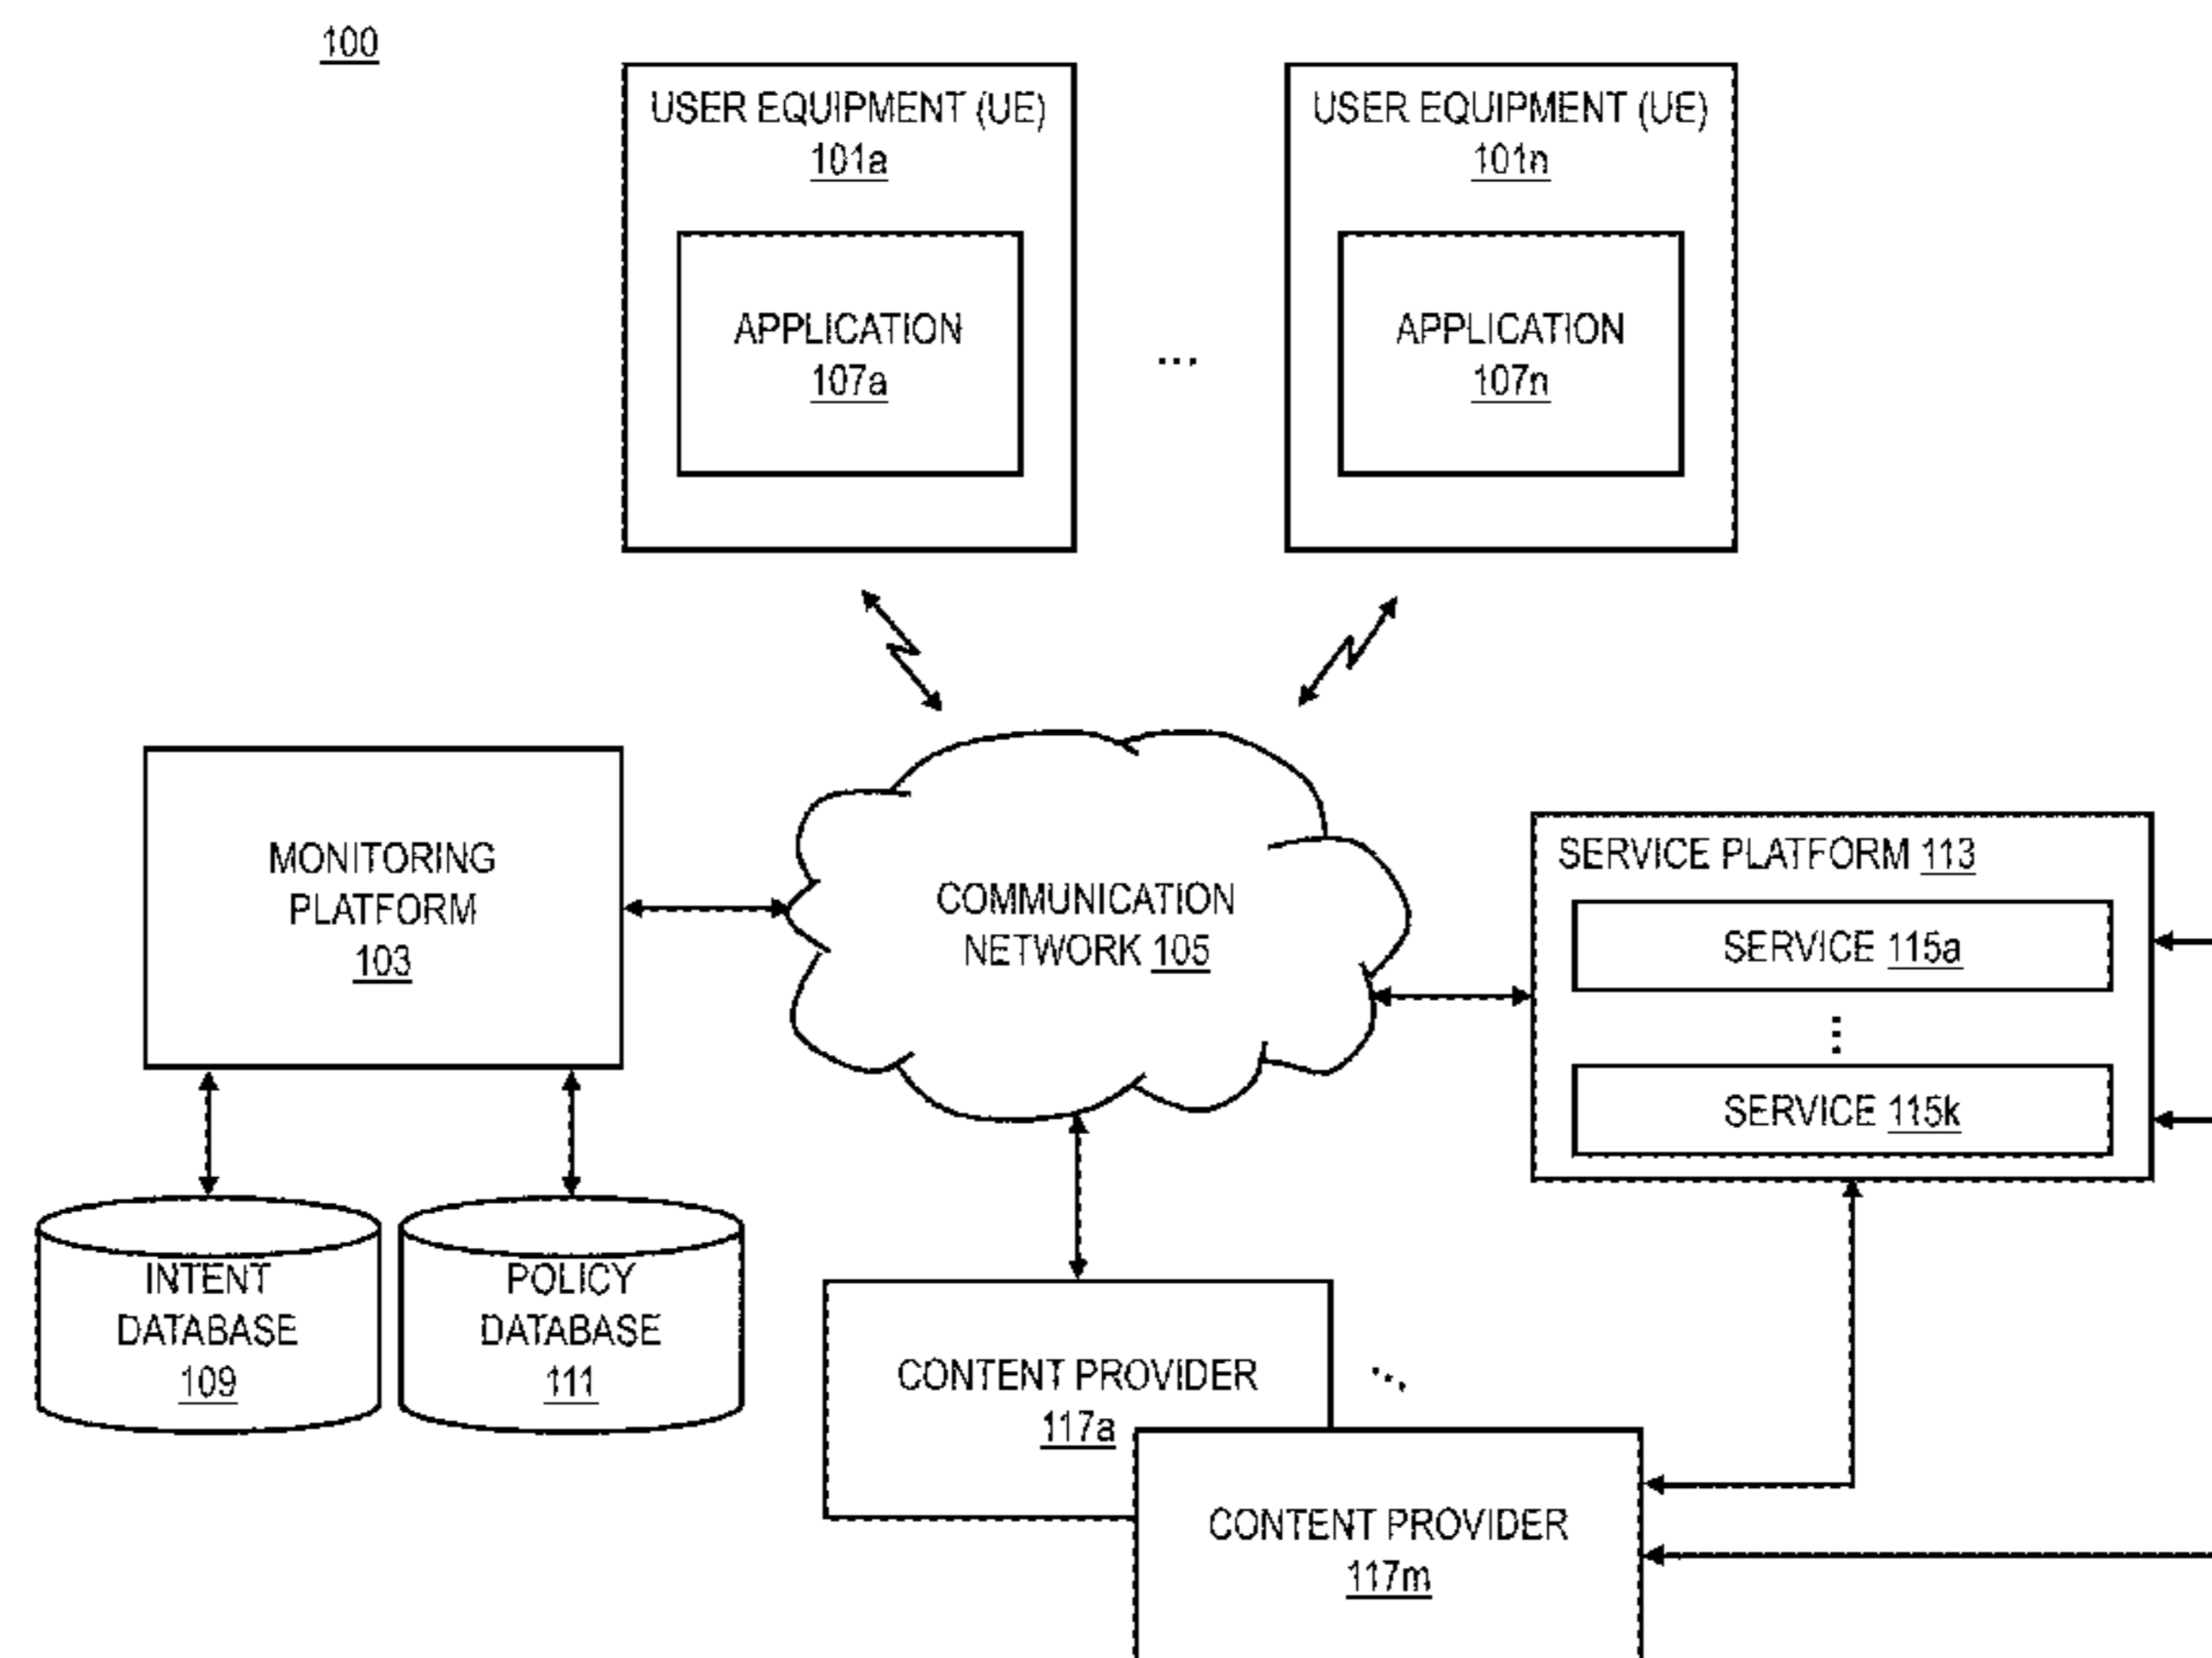 100
USER EQUIPMENT (UE)
101a
APPLICATION
107a
...
USER EQUIPMENT (UE)
101n
APPLICATION
107n
MONITORING
PLATFORM
103
COMMUNICATION
NETWORK 105
SERVICE PLATFORM 113
SERVICE 115a
SERVICE 115k
INTENT
DATABASE
109
POLICY
DATABASE
111
CONTENT PROVIDER
117a
CONTENT PROVIDER
117m